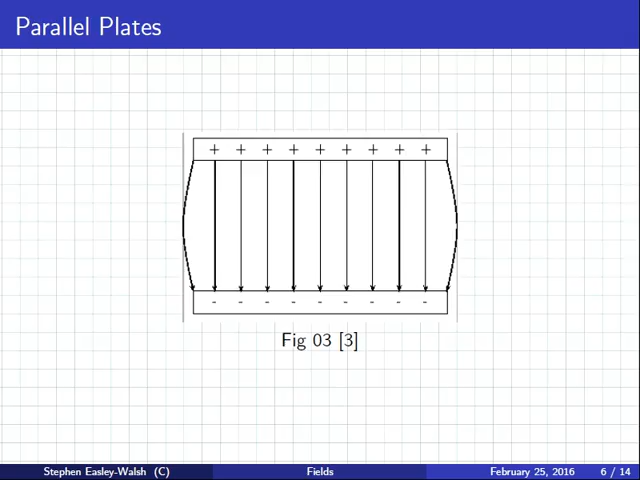 Parallel Plates
+ + + + + + + + +
- - - - - - - - -
Fig 03 [3]
Stephen Easley-Walsh (C) Fields February 25, 2016 6 / 14